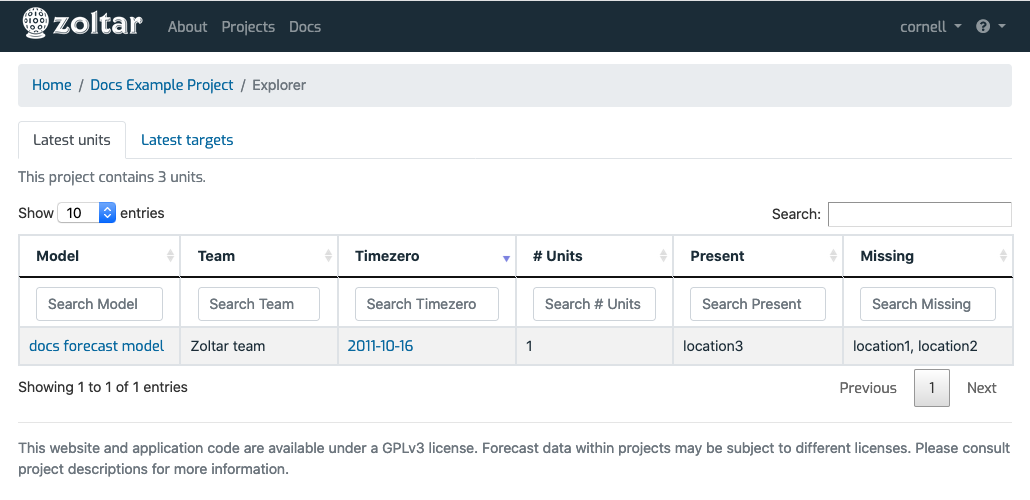 zoltar About Projects Docs cornell
Home / Docs Example Project / Explorer
Latest units Latest targets
This project contains 3 units.
Show 10 entries Search:
Model Team Timezero # Units Present Missing
Search Model Search Team Search Timezero Search # Units Search Present Search Missing
docs forecast model Zoltar team 2011-10-16 1 location3 location1, location2
Showing 1 to 1 of 1 entries Previous 1 Next
This website and application code are available under a GPLv3 license. Forecast data within projects may be subject to different licenses. Please consult
project descriptions for more information.